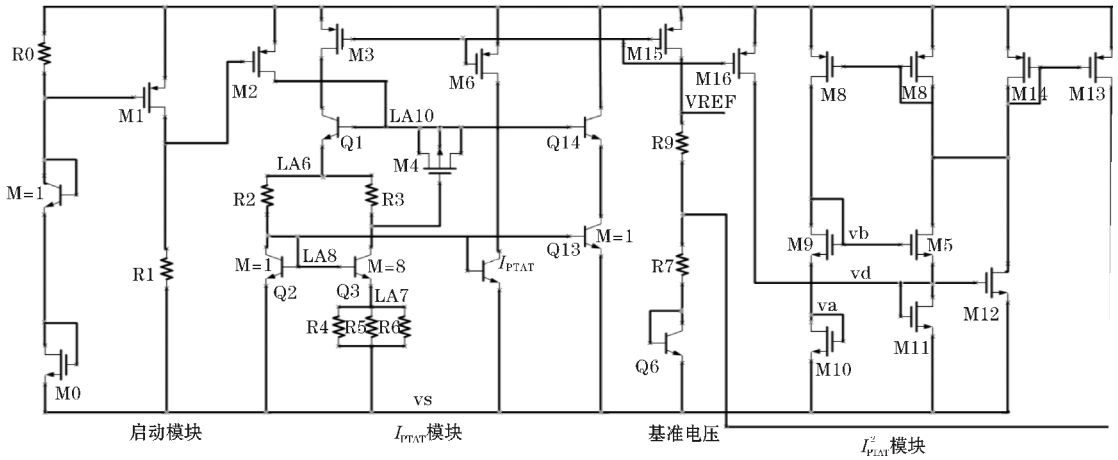 R0
M1
M2
M3
M6
M15
M16
M8
M8
M14
M13
VREF
LA10
Q1
Q14
R9
M4
LA6
M=1
R2
R3
vb
M9
M5
Q13
M=1
R1
M=1
LA8
M=8
I_PTAT
R7
vd
Q2
Q3
LA7
va
M12
R4
R5
R6
M11
M10
Q6
M0
vs
启动模块
I_PTAT模块
基准电压
I²_PTAT模块